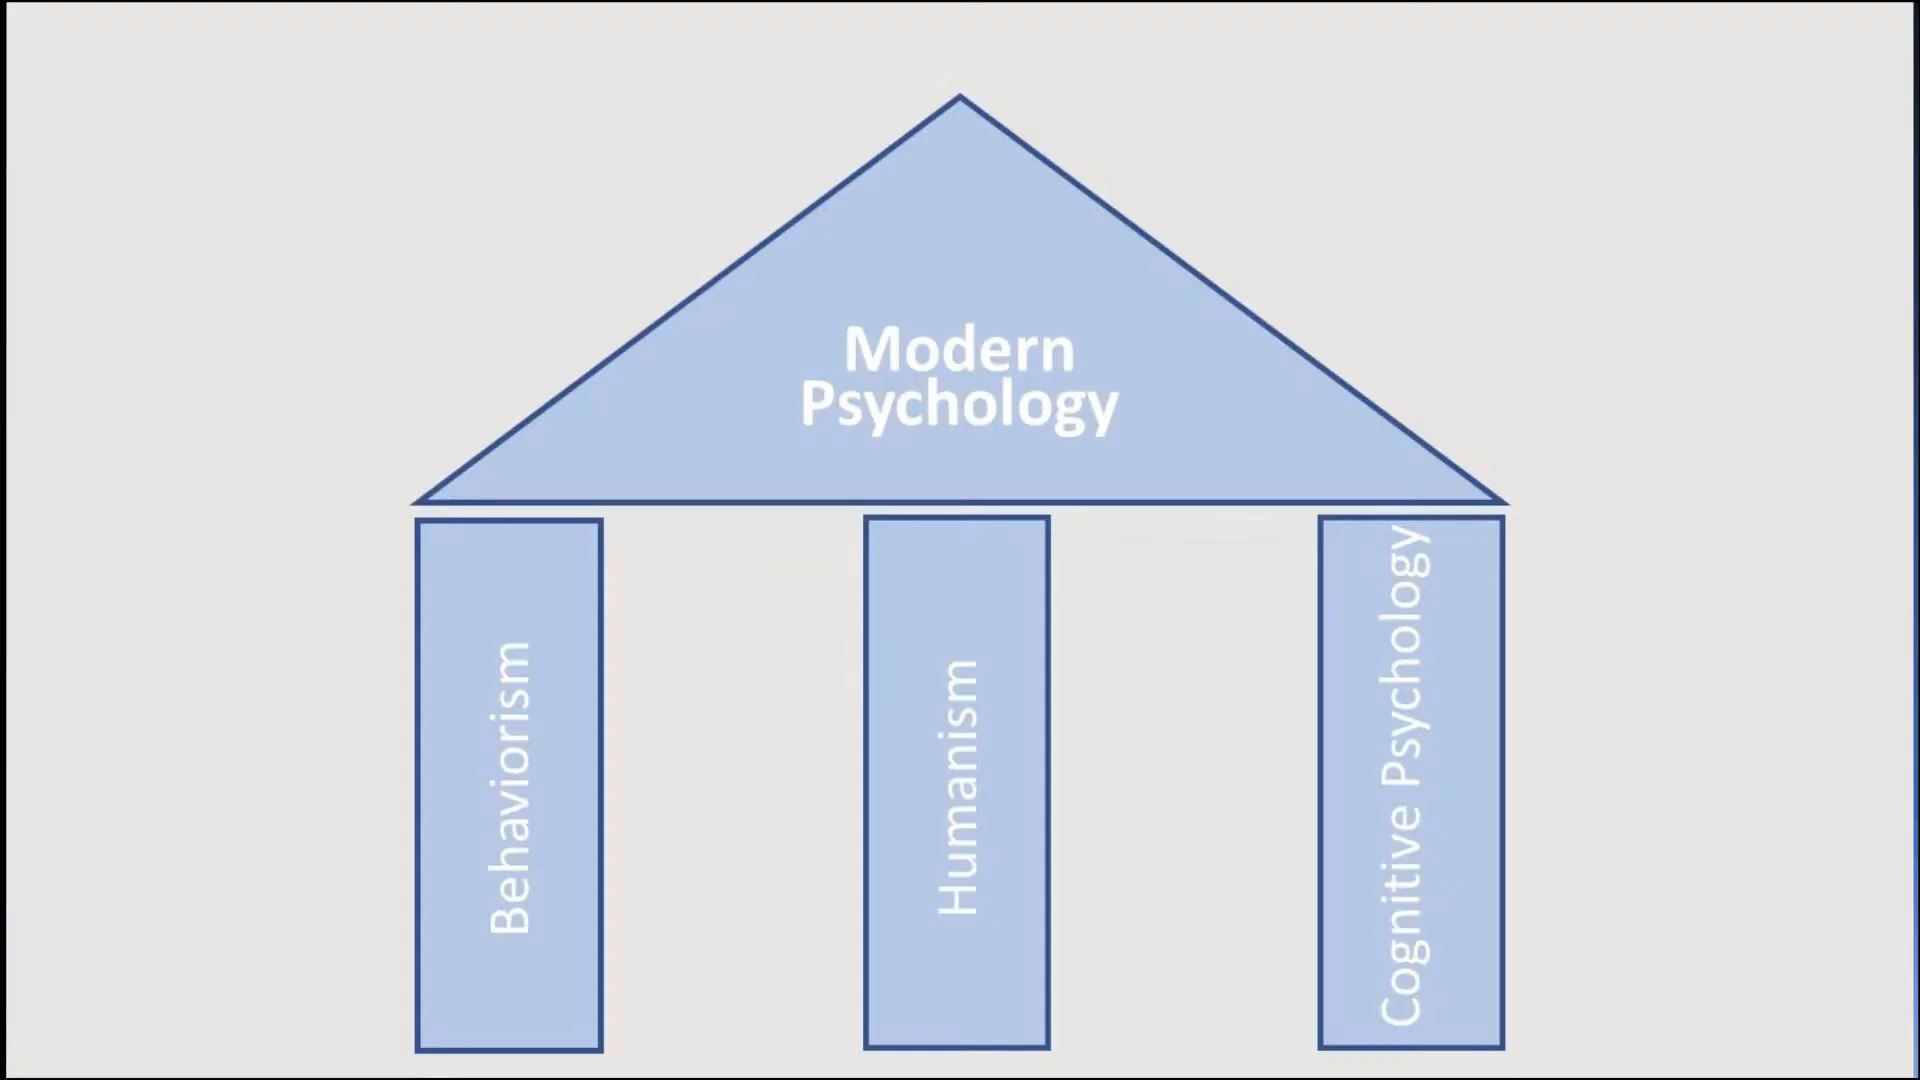 Modern
Psychology
Behaviorism
Humanism
Cognitive Psychology